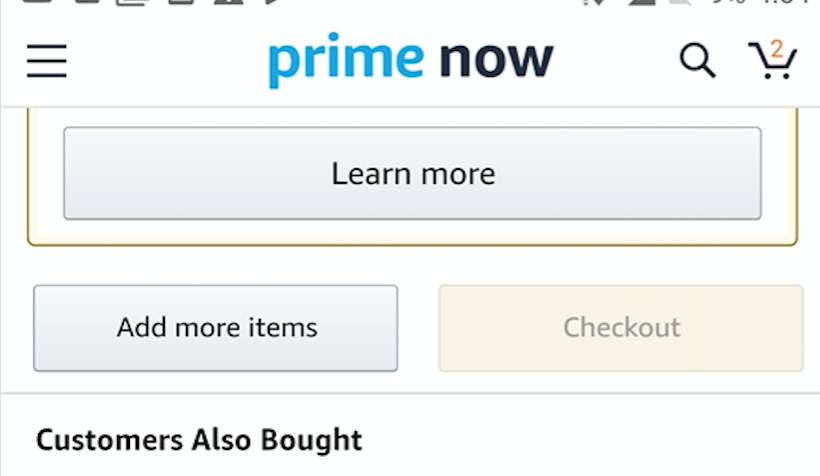 prime now
2
Learn more
Add more items
Checkout
Customers Also Bought